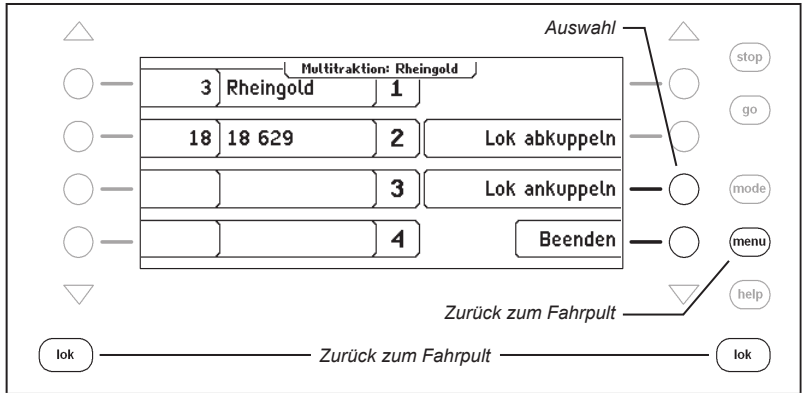 Auswahl
stop
Multitraktion: Rheingold
3 Rheingold 1
go
18 18 629 2 Lok abkuppeln
3 Lok ankuppeln
mode
4 Beenden
menu
help
Zurück zum Fahrpult
lok Zurück zum Fahrpult lok